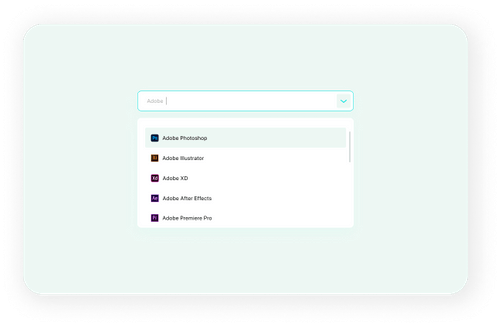 Adobe
Ps Adobe Photoshop
Ai Adobe Illustrator
Xd Adobe XD
Ae Adobe After Effects
Pr Adobe Premiere Pro